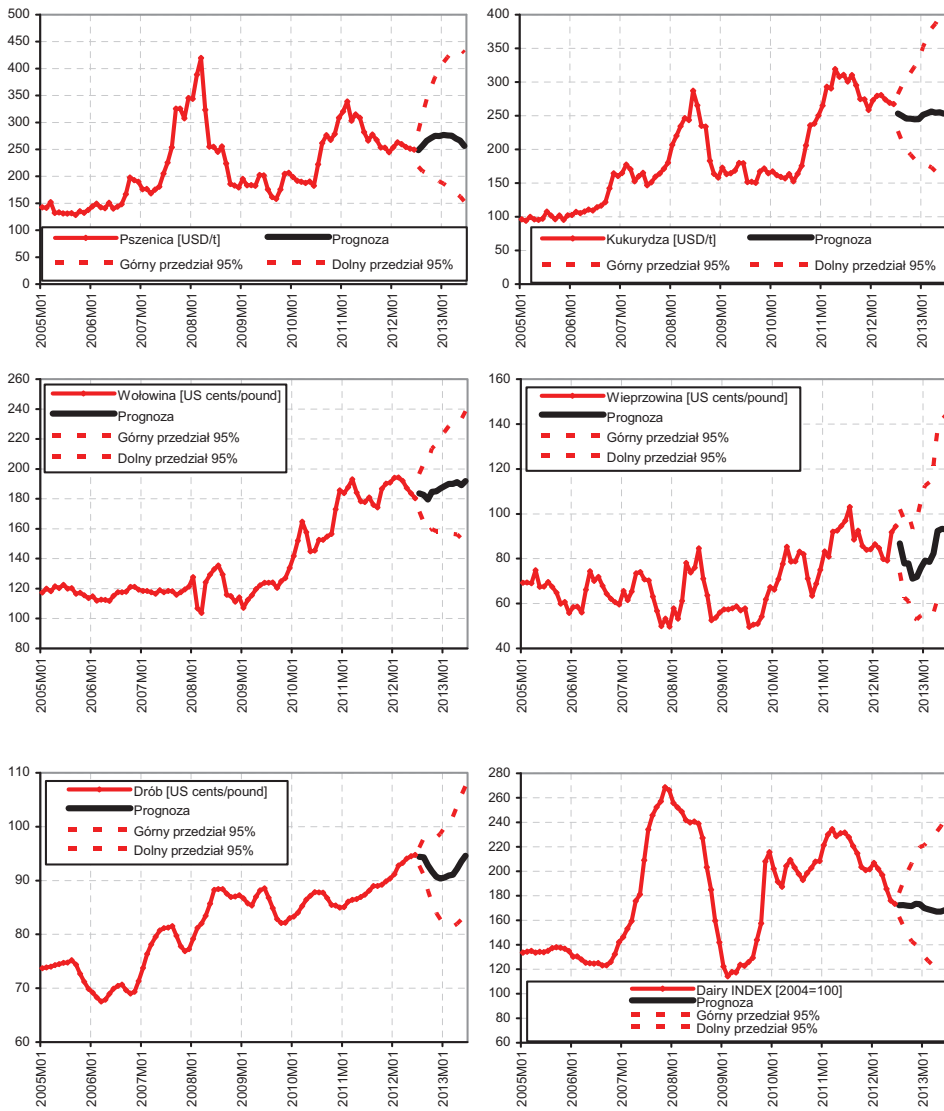 500
450
400
350
300
250
200
150
100
50
0
Pszenica [USD/t]
Prognoza
Górny przedział 95%
Dolny przedział 95%
2005M01
2006M01
2007M01
2008M01
2009M01
2010M01
2011M01
2012M01
2013M01
400
350
300
250
200
150
100
50
0
Kukurydza [USD/t]
Prognoza
Górny przedział 95%
Dolny przedział 95%
2005M01
2006M01
2007M01
2008M01
2009M01
2010M01
2011M01
2012M01
2013M01
260
240
220
200
180
160
140
120
100
80
Wołowina [US cents/pound]
Prognoza
Górny przedział 95%
Dolny przedział 95%
2005M01
2006M01
2007M01
2008M01
2009M01
2010M01
2011M01
2012M01
2013M01
160
140
120
100
80
60
40
Wieprzowina [US cents/pound]
Prognoza
Górny przedział 95%
Dolny przedział 95%
2005M01
2006M01
2007M01
2008M01
2009M01
2010M01
2011M01
2012M01
2013M01
110
100
90
80
70
60
Drób [US cents/pound]
Prognoza
Górny przedział 95%
Dolny przedział 95%
2005M01
2006M01
2007M01
2008M01
2009M01
2010M01
2011M01
2012M01
2013M01
280
260
240
220
200
180
160
140
120
100
80
60
Dairy INDEX [2004=100]
Prognoza
Górny przedział 95%
Dolny przedział 95%
2005M01
2006M01
2007M01
2008M01
2009M01
2010M01
2011M01
2012M01
2013M01